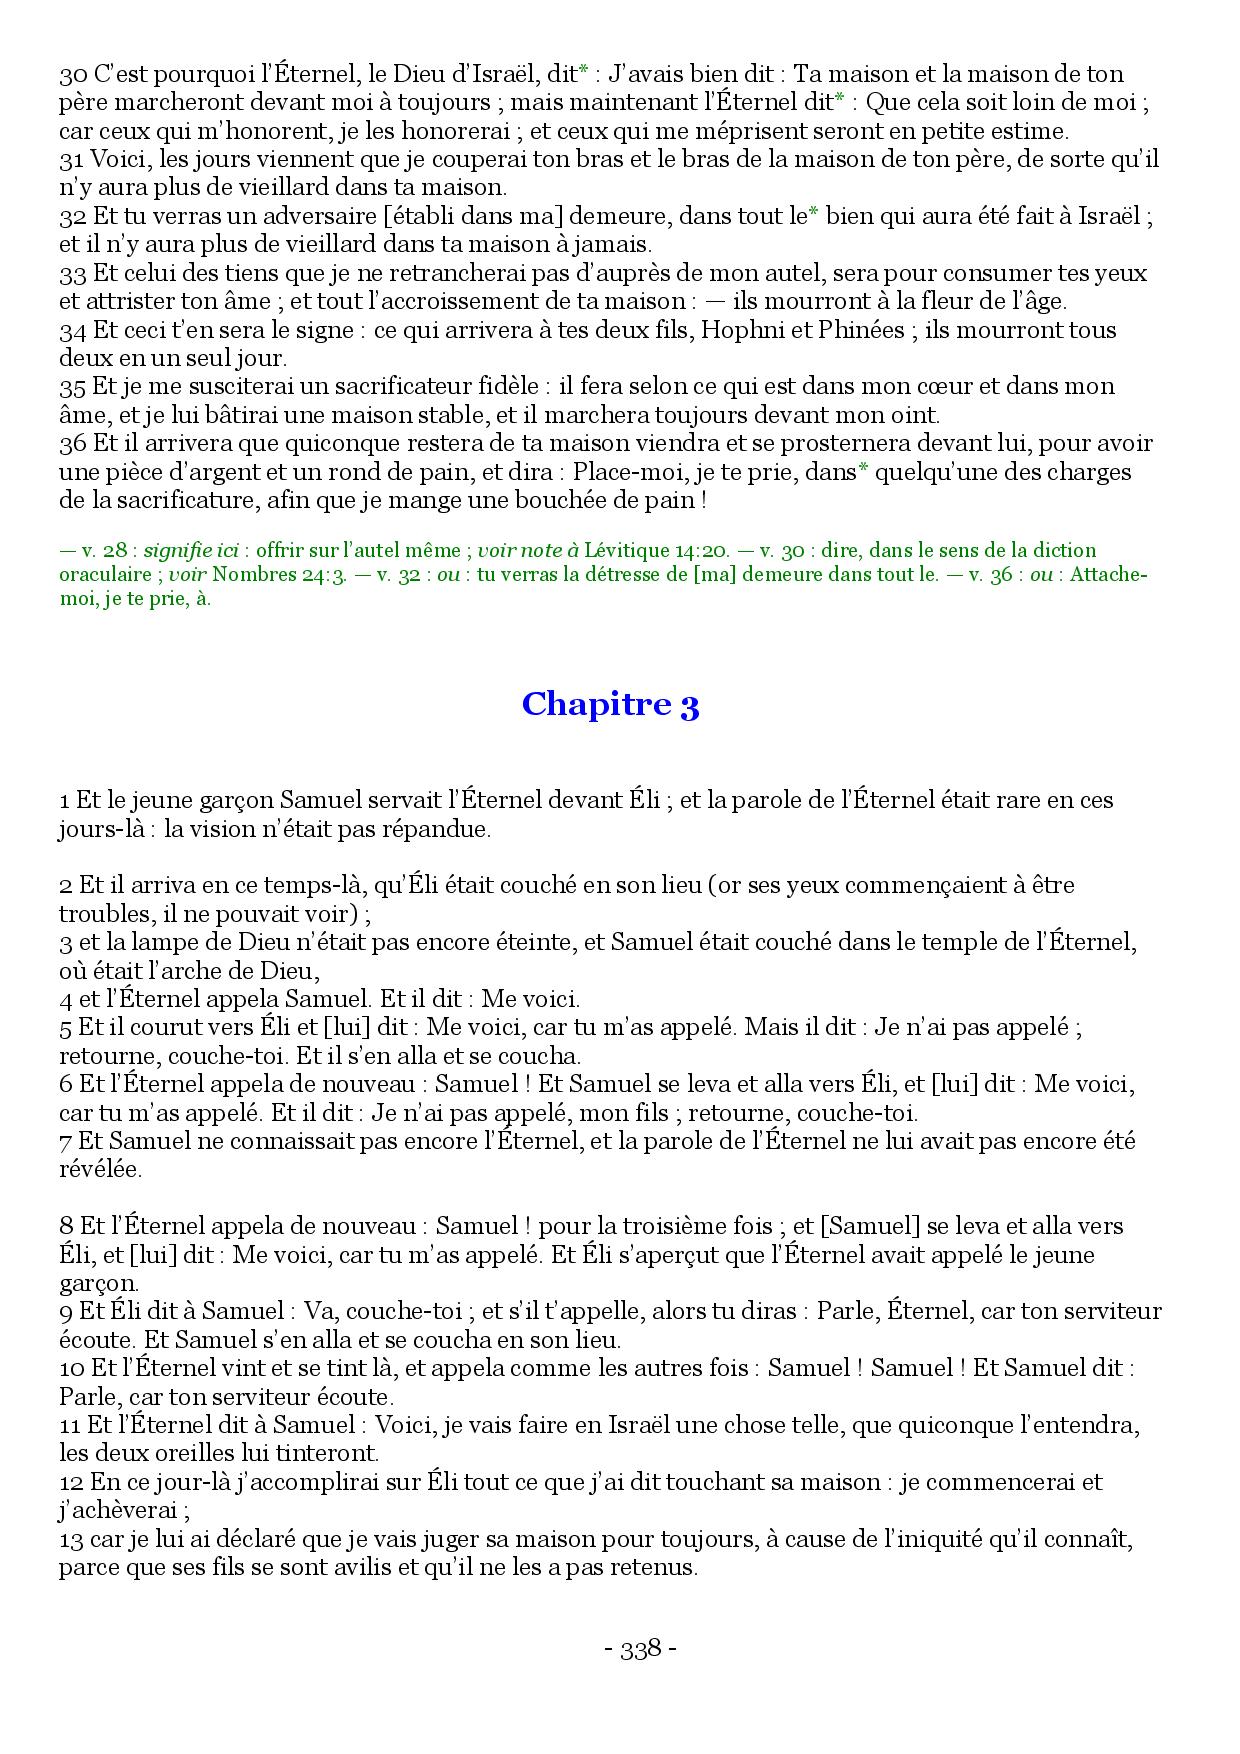 30 C’est pourquoi l’Éternel, le Dieu d’Israël, dit* : J’avais bien dit : Ta maison et la maison de ton
père marcheront devant moi à toujours ; mais maintenant l’Éternel dit* : Que cela soit loin de moi ;
car ceux qui m’honorent, je les honorerai ; et ceux qui me méprisent seront en petite estime.
31 Voici, les jours viennent que je couperai ton bras et le bras de la maison de ton père, de sorte qu’il
n’y aura plus de vieillard dans ta maison.
32 Et tu verras un adversaire [établi dans ma] demeure, dans tout le* bien qui aura été fait à Israël ;
et il n’y aura plus de vieillard dans ta maison à jamais.
33 Et celui des tiens que je ne retrancherai pas d’auprès de mon autel, sera pour consumer tes yeux
et attrister ton âme ; et tout l’accroissement de ta maison : — ils mourront à la fleur de l’âge.
34 Et ceci t’en sera le signe : ce qui arrivera à tes deux fils, Hophni et Phinées ; ils mourront tous
deux en un seul jour.
35 Et je me susciterai un sacrificateur fidèle : il fera selon ce qui est dans mon cœur et dans mon
âme, et je lui bâtirai une maison stable, et il marchera toujours devant mon oint.
36 Et il arrivera que quiconque restera de ta maison viendra et se prosternera devant lui, pour avoir
une pièce d’argent et un rond de pain, et dira : Place-moi, je te prie, dans* quelqu’une des charges
de la sacrificature, afin que je mange une bouchée de pain !
— v. 28 : signifie ici : offrir sur l’autel même ; voir note à Lévitique 14:20. — v. 30 : dire, dans le sens de la diction
oraculaire ; voir Nombres 24:3. — v. 32 : ou : tu verras la détresse de [ma] demeure dans tout le. — v. 36 : ou : Attache-
moi, je te prie, à.
Chapitre 3
1 Et le jeune garçon Samuel servait l’Éternel devant Éli ; et la parole de l’Éternel était rare en ces
jours-là : la vision n’était pas répandue.
2 Et il arriva en ce temps-là, qu’Éli était couché en son lieu (or ses yeux commençaient à être
troubles, il ne pouvait voir) ;
3 et la lampe de Dieu n’était pas encore éteinte, et Samuel était couché dans le temple de l’Éternel,
où était l’arche de Dieu,
4 et l’Éternel appela Samuel. Et il dit : Me voici.
5 Et il courut vers Éli et [lui] dit : Me voici, car tu m’as appelé. Mais il dit : Je n’ai pas appelé ;
retourne, couche-toi. Et il s’en alla et se coucha.
6 Et l’Éternel appela de nouveau : Samuel ! Et Samuel se leva et alla vers Éli, et [lui] dit : Me voici,
car tu m’as appelé. Et il dit : Je n’ai pas appelé, mon fils ; retourne, couche-toi.
7 Et Samuel ne connaissait pas encore l’Éternel, et la parole de l’Éternel ne lui avait pas encore été
révélée.
8 Et l’Éternel appela de nouveau : Samuel ! pour la troisième fois ; et [Samuel] se leva et alla vers
Éli, et [lui] dit : Me voici, car tu m’as appelé. Et Éli s’aperçut que l’Éternel avait appelé le jeune
garçon.
9 Et Éli dit à Samuel : Va, couche-toi ; et s’il t’appelle, alors tu diras : Parle, Éternel, car ton serviteur
écoute. Et Samuel s’en alla et se coucha en son lieu.
10 Et l’Éternel vint et se tint là, et appela comme les autres fois : Samuel ! Samuel ! Et Samuel dit :
Parle, car ton serviteur écoute.
11 Et l’Éternel dit à Samuel : Voici, je vais faire en Israël une chose telle, que quiconque l’entendra,
les deux oreilles lui tinteront.
12 En ce jour-là j’accomplirai sur Éli tout ce que j’ai dit touchant sa maison : je commencerai et
j’achèverai ;
13 car je lui ai déclaré que je vais juger sa maison pour toujours, à cause de l’iniquité qu’il connaît,
parce que ses fils se sont avilis et qu’il ne les a pas retenus.
- 338 -